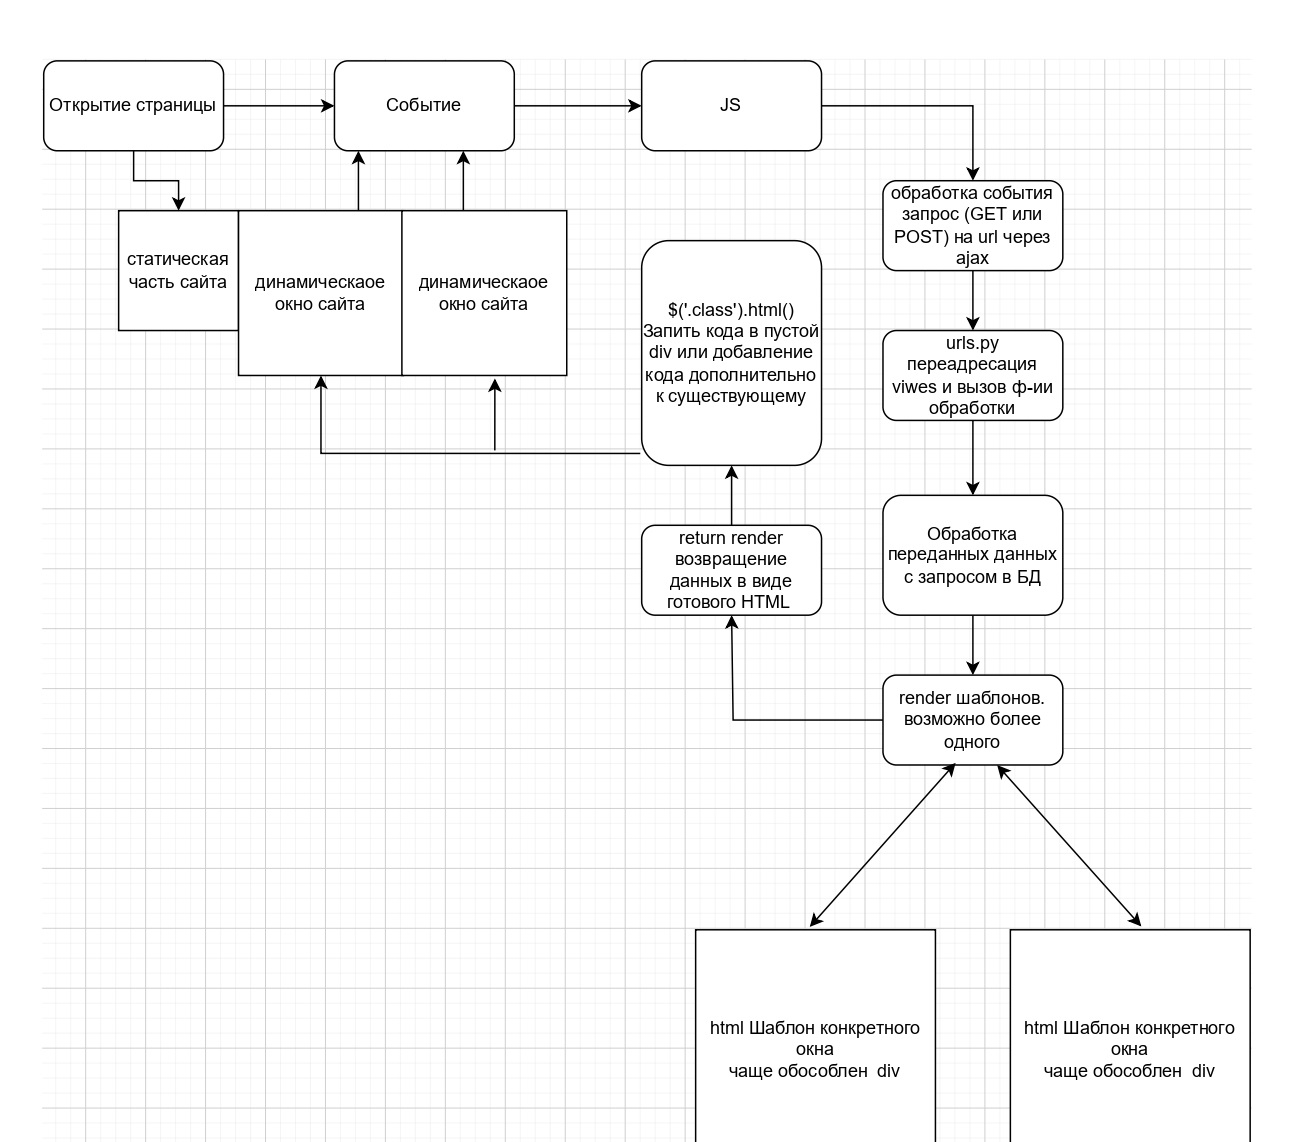 Открытие страницы
Событие
JS
обработка события
запрос (GET или
POST) на url через
ajax
статическая
часть сайта
динамическаое
окно сайта
динамическаое
окно сайта
$('.class').html()
Запить кода в пустой
div или добавление
кода дополнительно
к существующему
urls.py
переадресация
viwes и вызов ф-ии
обработки
Обработка
переданных данных
с запросом в БД
return render
возвращение
данных в виде
готового HTML
render шаблонов.
возможно более
одного
html Шаблон конкретного
окна
чаще обособлен  div
html Шаблон конкретного
окна
чаще обособлен  div